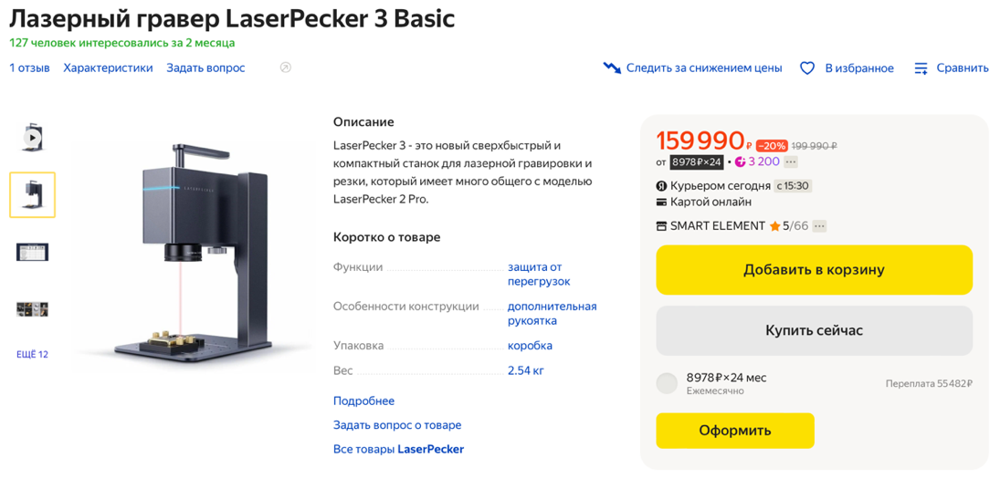 Лазерный гравер LaserPecker 3 Basic
127 человек интересовались за 2 месяца
1 отзыв Характеристики Задать вопрос
Следить за снижением цены В избранное Сравнить
Описание
LaserPecker 3 - это новый сверхбыстрый и
компактный станок для лазерной гравировки и
резки, который имеет много общего с моделью
LaserPecker 2 Pro.
Коротко о товаре
Функции защита от
перегрузок
Особенности конструкции дополнительная
рукоятка
Упаковка коробка
Вес 2.54 кг
Подробнее
Задать вопрос о товаре
Все товары LaserPecker
ЕЩЁ 12
LASERPECKER
159 990 ₽ –20% 199 990 ₽
от 8978 ₽×24 • 3 200 •••
Я Курьером сегодня с 15:30
Картой онлайн
SMART ELEMENT 5/66 •••
Добавить в корзину
Купить сейчас
8978 ₽×24 мес
Ежемесячно
Переплата 55482₽
Оформить